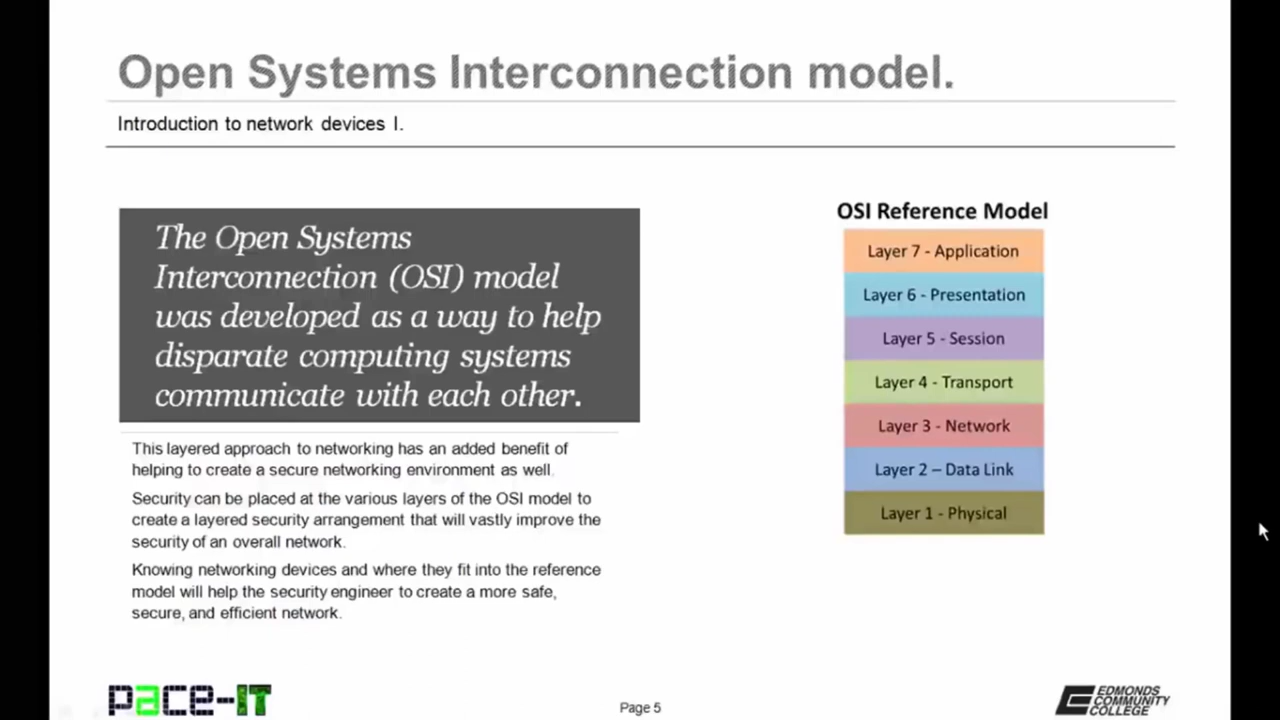 Open Systems Interconnection model.
Introduction to network devices I.
The Open Systems
Interconnection (OSI) model
was developed as a way to help
disparate computing systems
communicate with each other.
This layered approach to networking has an added benefit of
helping to create a secure networking environment as well.
Security can be placed at the various layers of the OSI model to
create a layered security arrangement that will vastly improve the
security of an overall network.
Knowing networking devices and where they fit into the reference
model will help the security engineer to create a more safe,
secure, and efficient network.
OSI Reference Model
Layer 7 - Application
Layer 6 - Presentation
Layer 5 - Session
Layer 4 - Transport
Layer 3 - Network
Layer 2 – Data Link
Layer 1 - Physical
pace-IT
Page 5
EDMONDS
COMMUNITY
COLLEGE